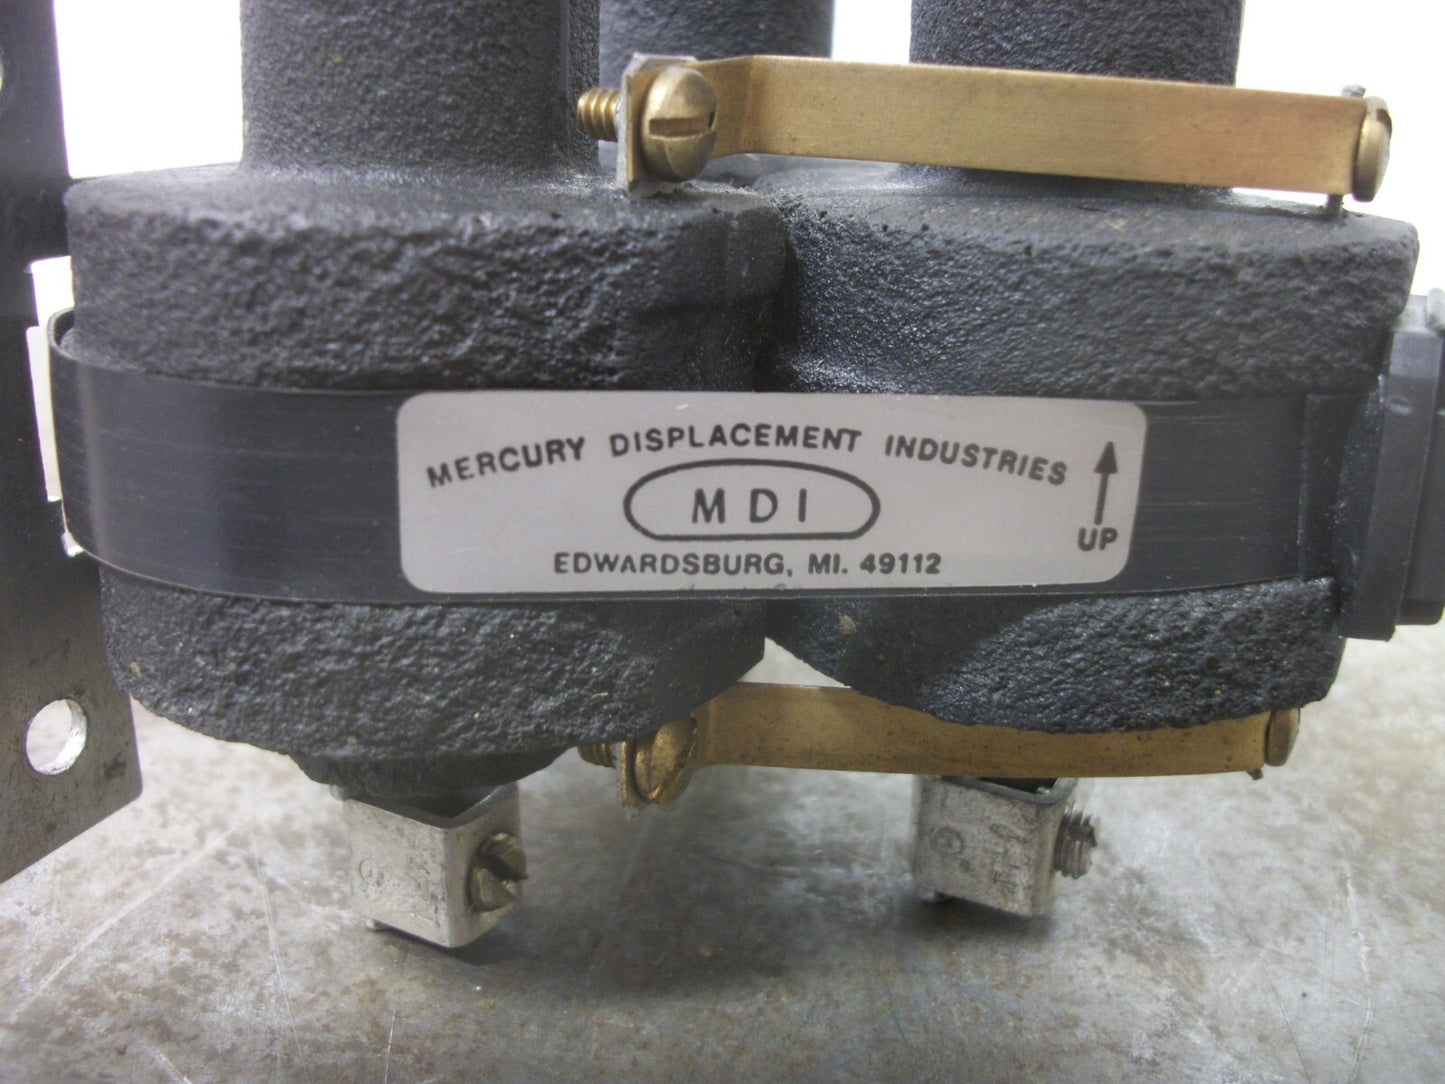 MERCURY DISPLACEMENT INDUSTRIES
MDI
EDWARDSBURG, MI. 49112
UP